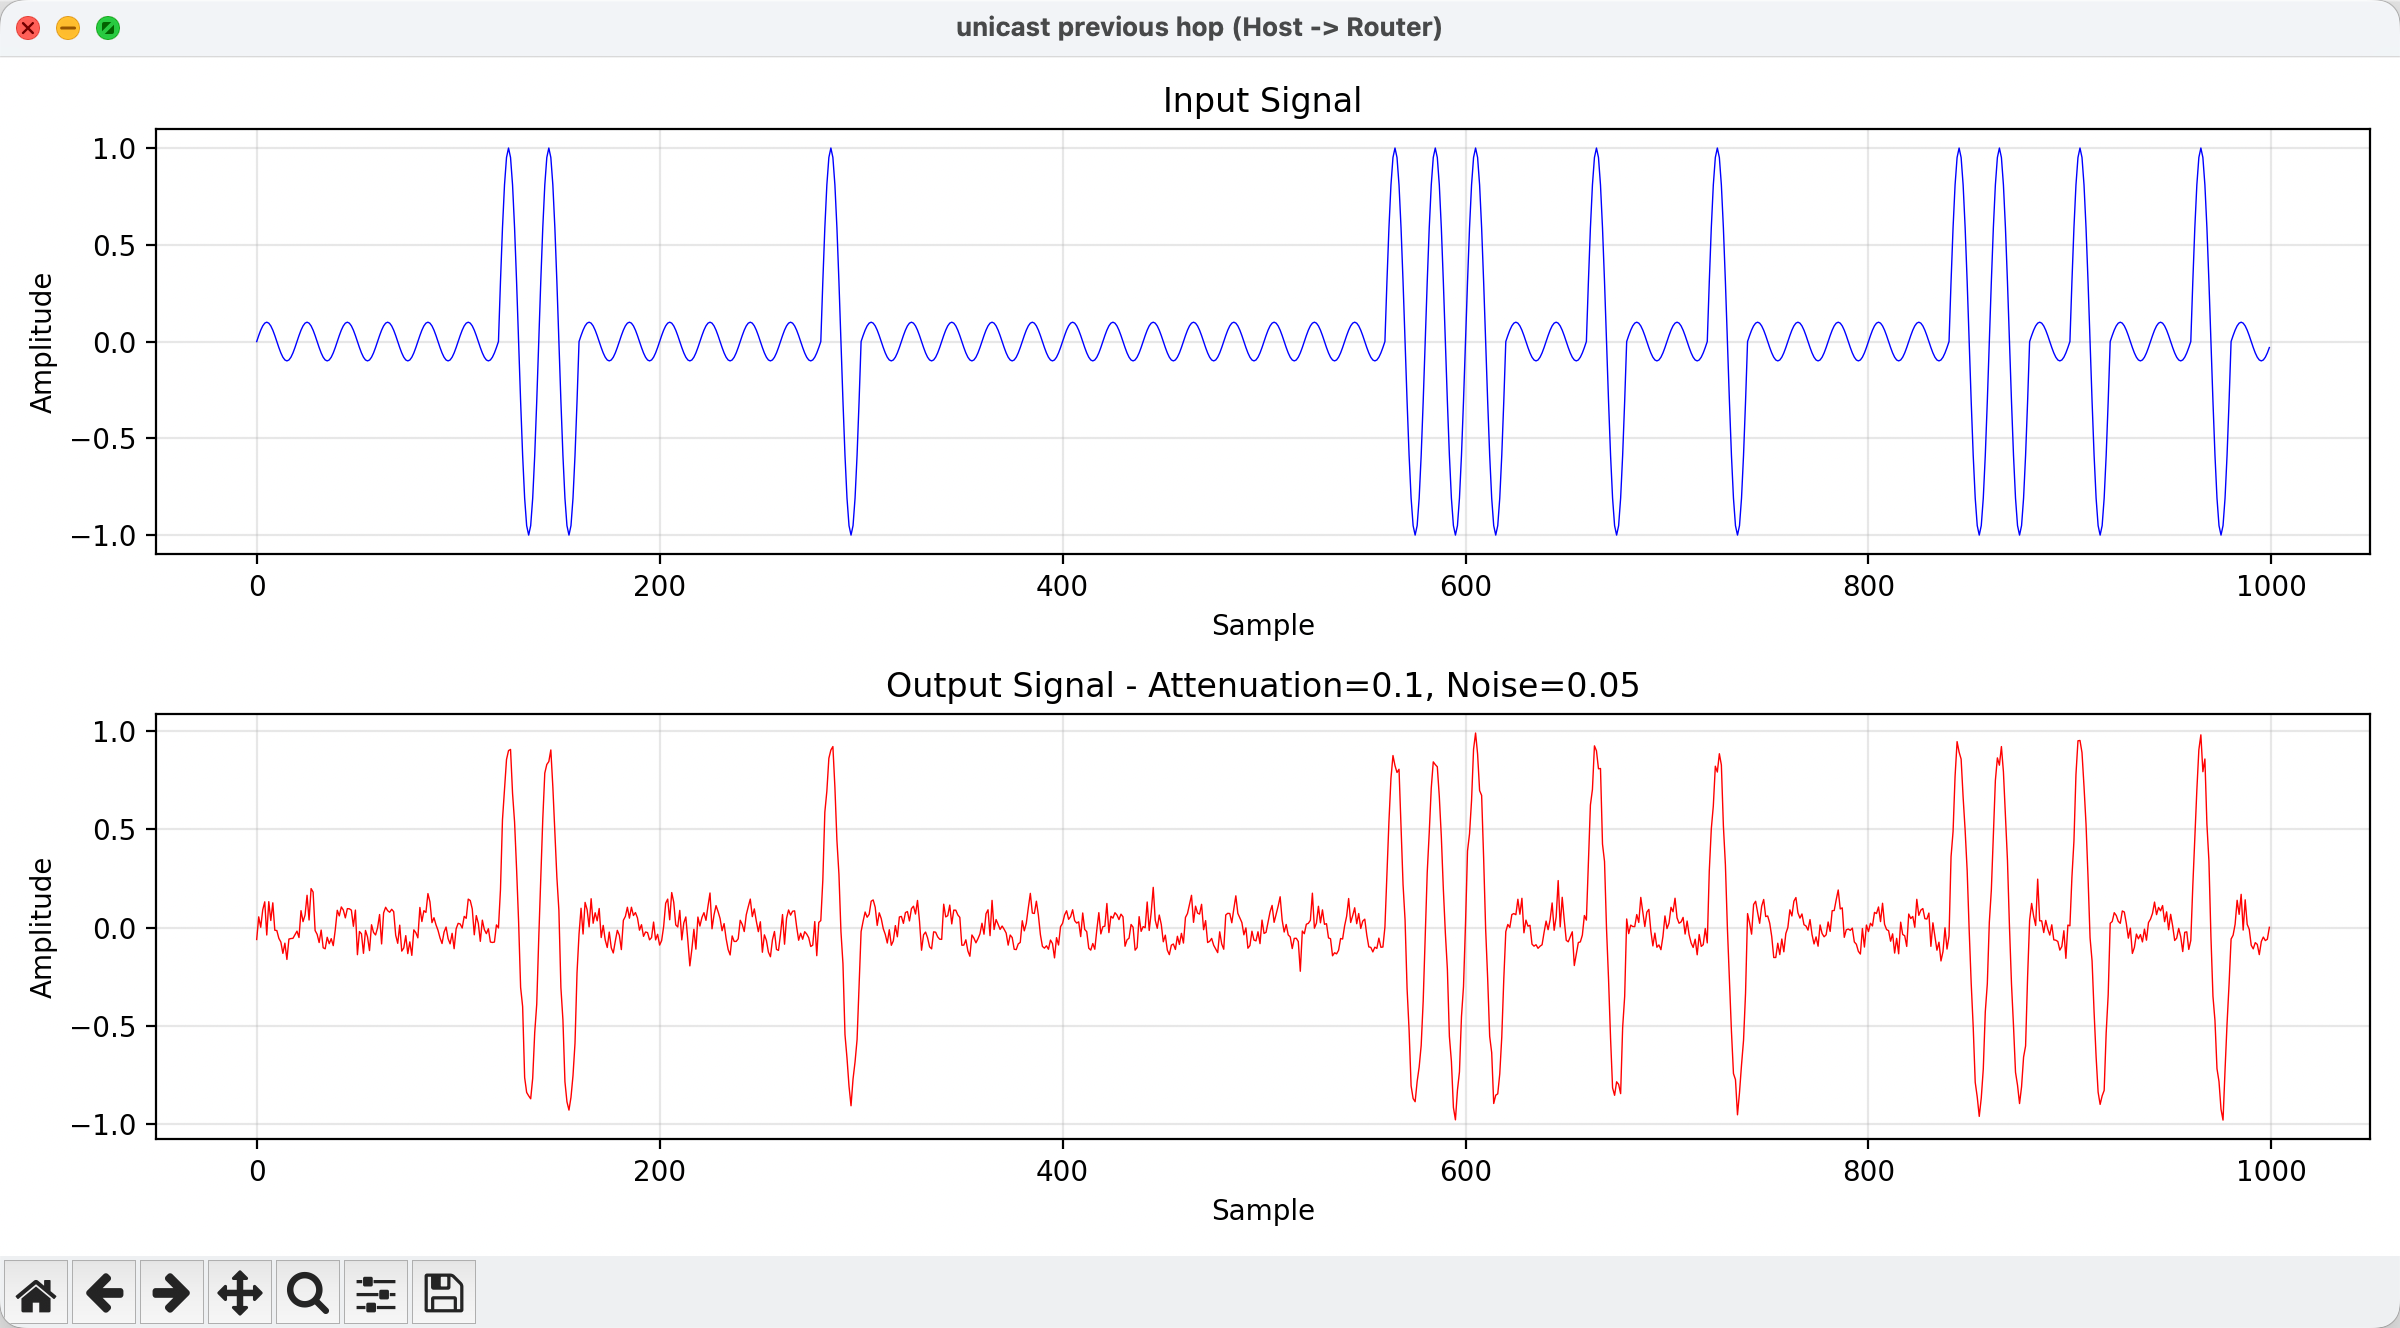 unicast previous hop (Host -> Router)
Input Signal
1.0
0.5
0.0
−0.5
−1.0
Amplitude
0 200 400 600 800 1000
Sample
Output Signal - Attenuation=0.1, Noise=0.05
1.0
0.5
0.0
−0.5
−1.0
Amplitude
0 200 400 600 800 1000
Sample